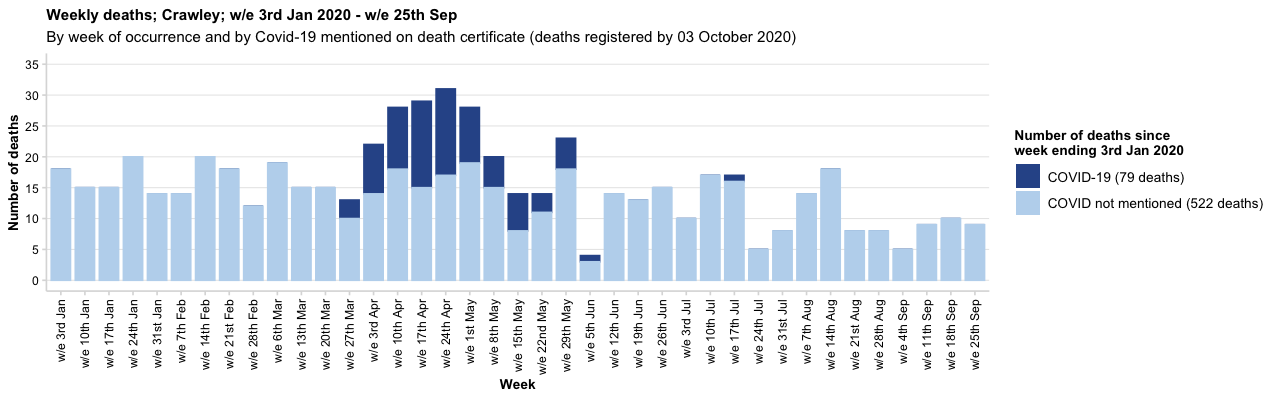 Weekly deaths; Crawley; w/e 3rd Jan 2020 - w/e 25th Sep
By week of occurrence and by Covid-19 mentioned on death certificate (deaths registered by 03 October 2020)
Number of deaths
35
30
25
20
15
10
5
0
w/e 3rd Jan
w/e 10th Jan
w/e 17th Jan
w/e 24th Jan
w/e 31st Jan
w/e 7th Feb
w/e 14th Feb
w/e 21st Feb
w/e 28th Feb
w/e 6th Mar
w/e 13th Mar
w/e 20th Mar
w/e 27th Mar
w/e 3rd Apr
w/e 10th Apr
w/e 17th Apr
w/e 24th Apr
w/e 1st May
w/e 8th May
w/e 15th May
w/e 22nd May
w/e 29th May
w/e 5th Jun
w/e 12th Jun
w/e 19th Jun
w/e 26th Jun
w/e 3rd Jul
w/e 10th Jul
w/e 17th Jul
w/e 24th Jul
w/e 31st Jul
w/e 7th Aug
w/e 14th Aug
w/e 21st Aug
w/e 28th Aug
w/e 4th Sep
w/e 11th Sep
w/e 18th Sep
w/e 25th Sep
Week
Number of deaths since
week ending 3rd Jan 2020
COVID-19 (79 deaths)
COVID not mentioned (522 deaths)